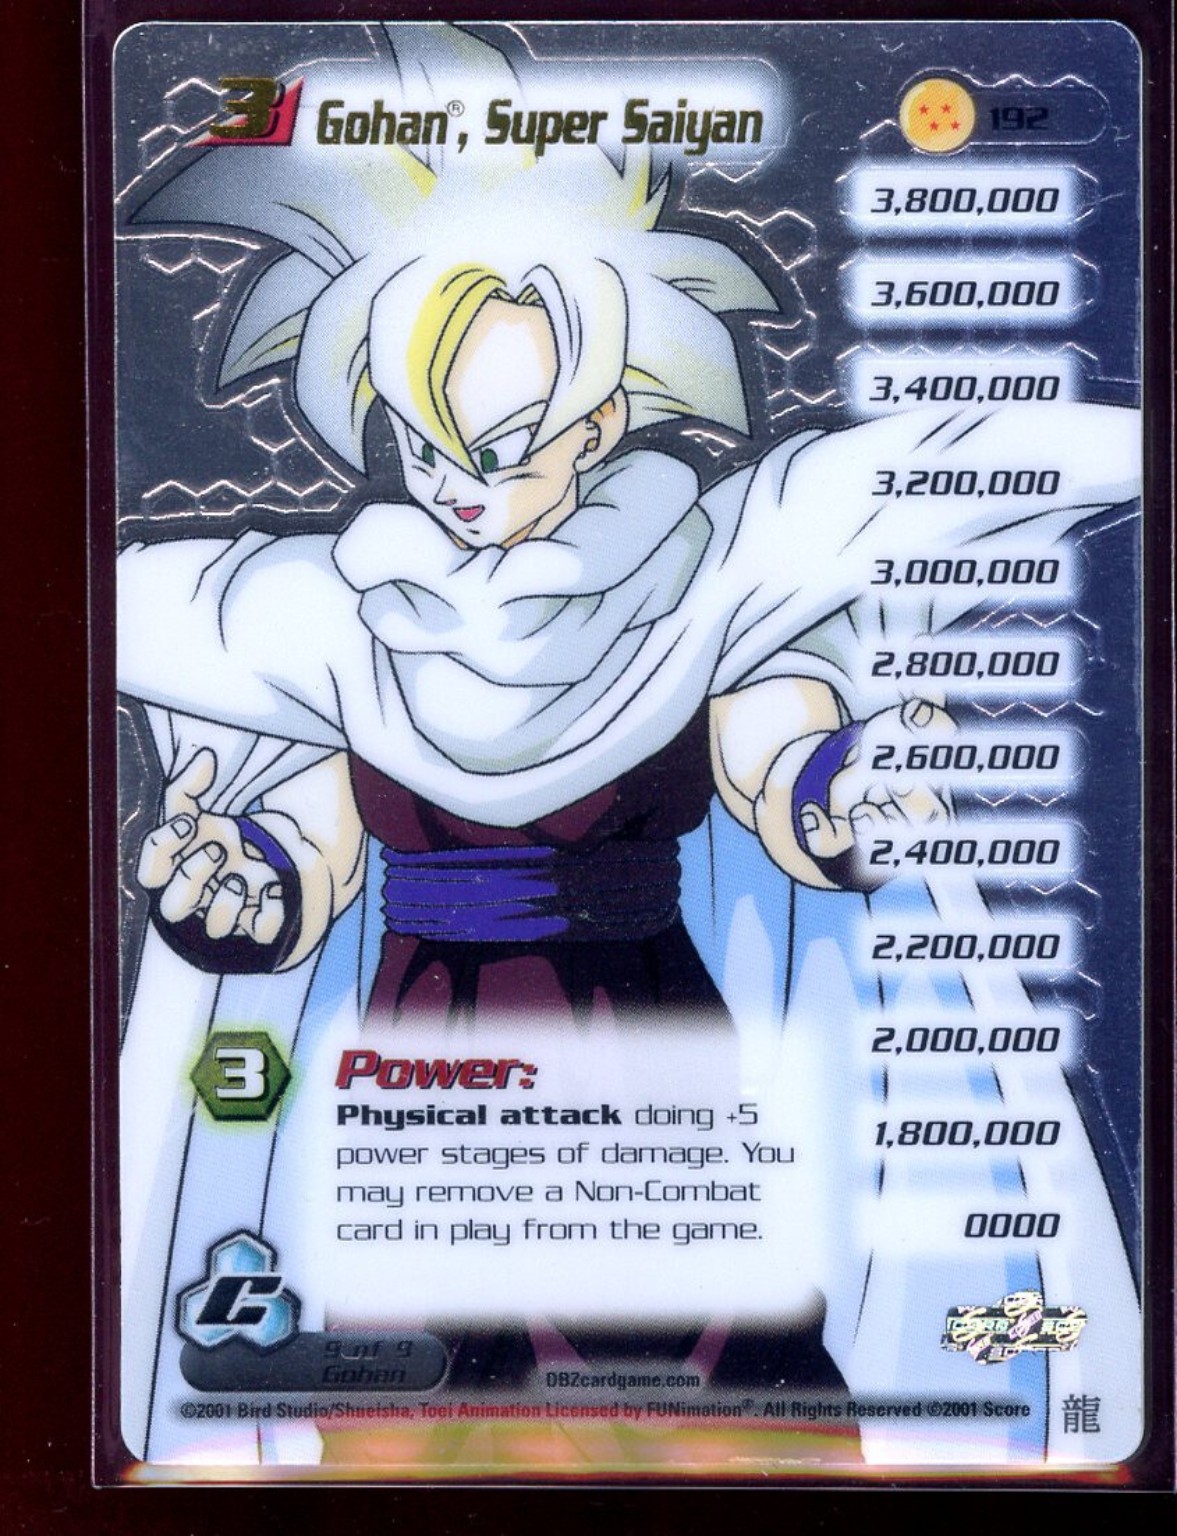 3 Gohan®, Super Saiyan
192
3,800,000
3,600,000
3,400,000
3,200,000
3,000,000
2,800,000
2,600,000
2,400,000
2,200,000
2,000,000
1,800,000
0000
3
Power:
Physical attack doing +5
power stages of damage. You
may remove a Non-Combat
card in play from the game.
C
9 of 9
Gohan
DBZcardgame.com
©2001 Bird Studio/Shueisha, Toei Animation Licensed by FUNimation®. All Rights Reserved ©2001 Score
龍